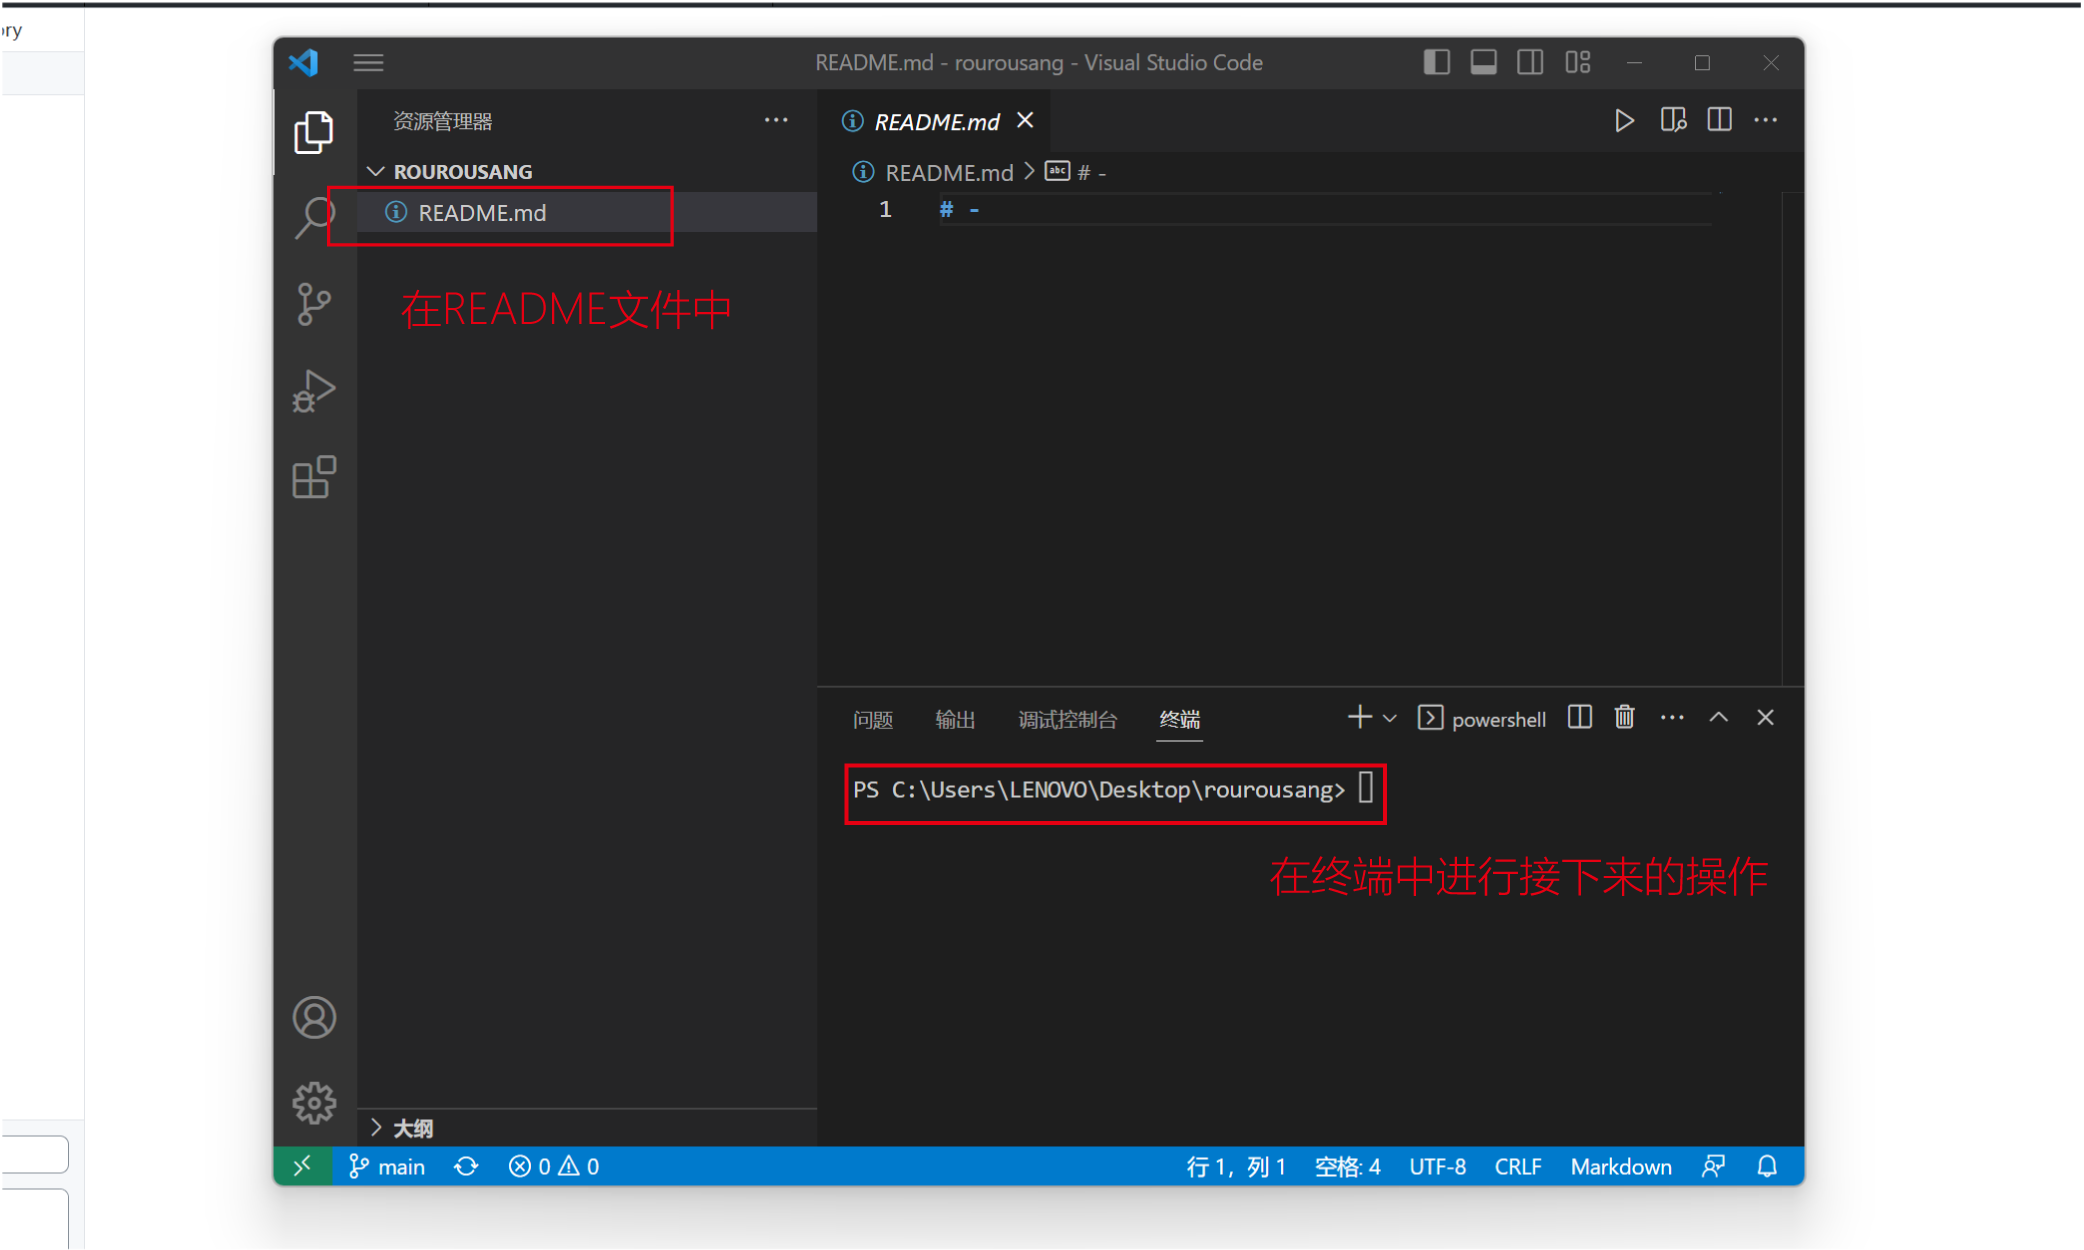 README.md - rourousang - Visual Studio Code
资源管理器
ROUROUSANG
README.md
在README文件中
README.md
README.md > # -
1 # -
问题 输出 调试控制台 终端 powershell
PS C:\Users\LENOVO\Desktop\rourousang>
在终端中进行接下来的操作
大纲
main 0 0 行 1，列 1 空格: 4 UTF-8 CRLF Markdown